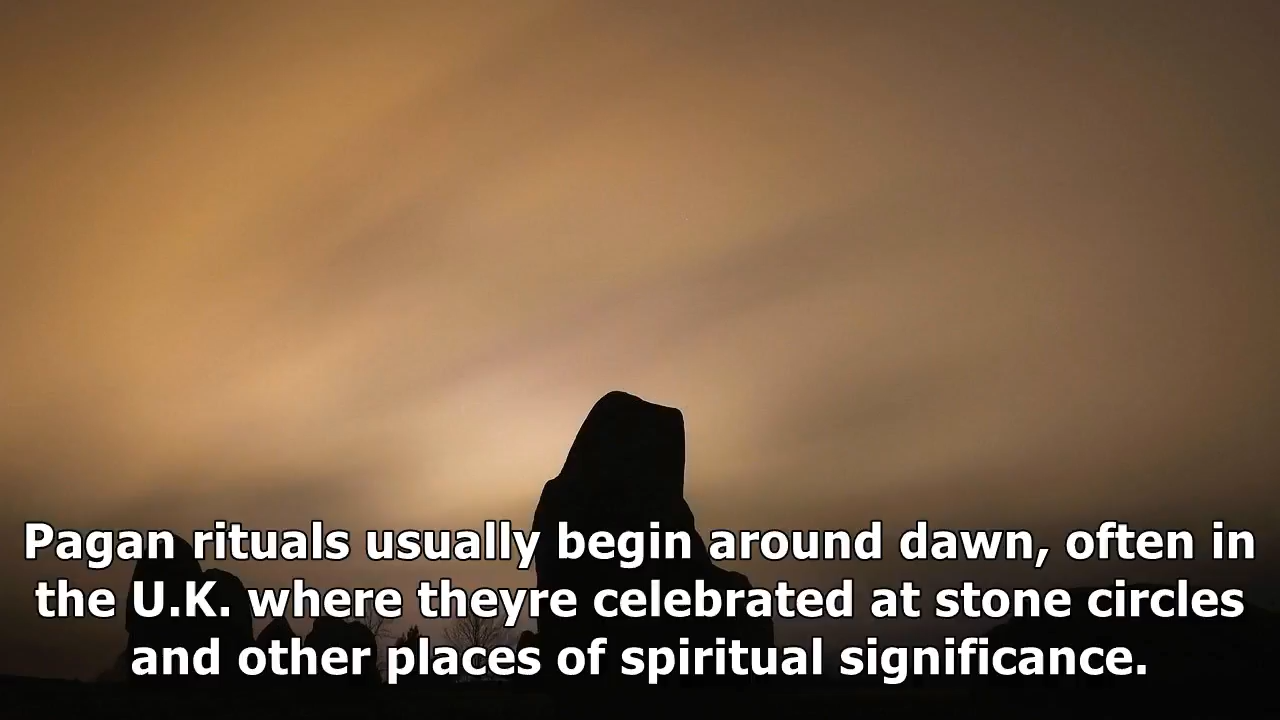 Pagan rituals usually begin around dawn, often in
the U.K. where theyre celebrated at stone circles
and other places of spiritual significance.